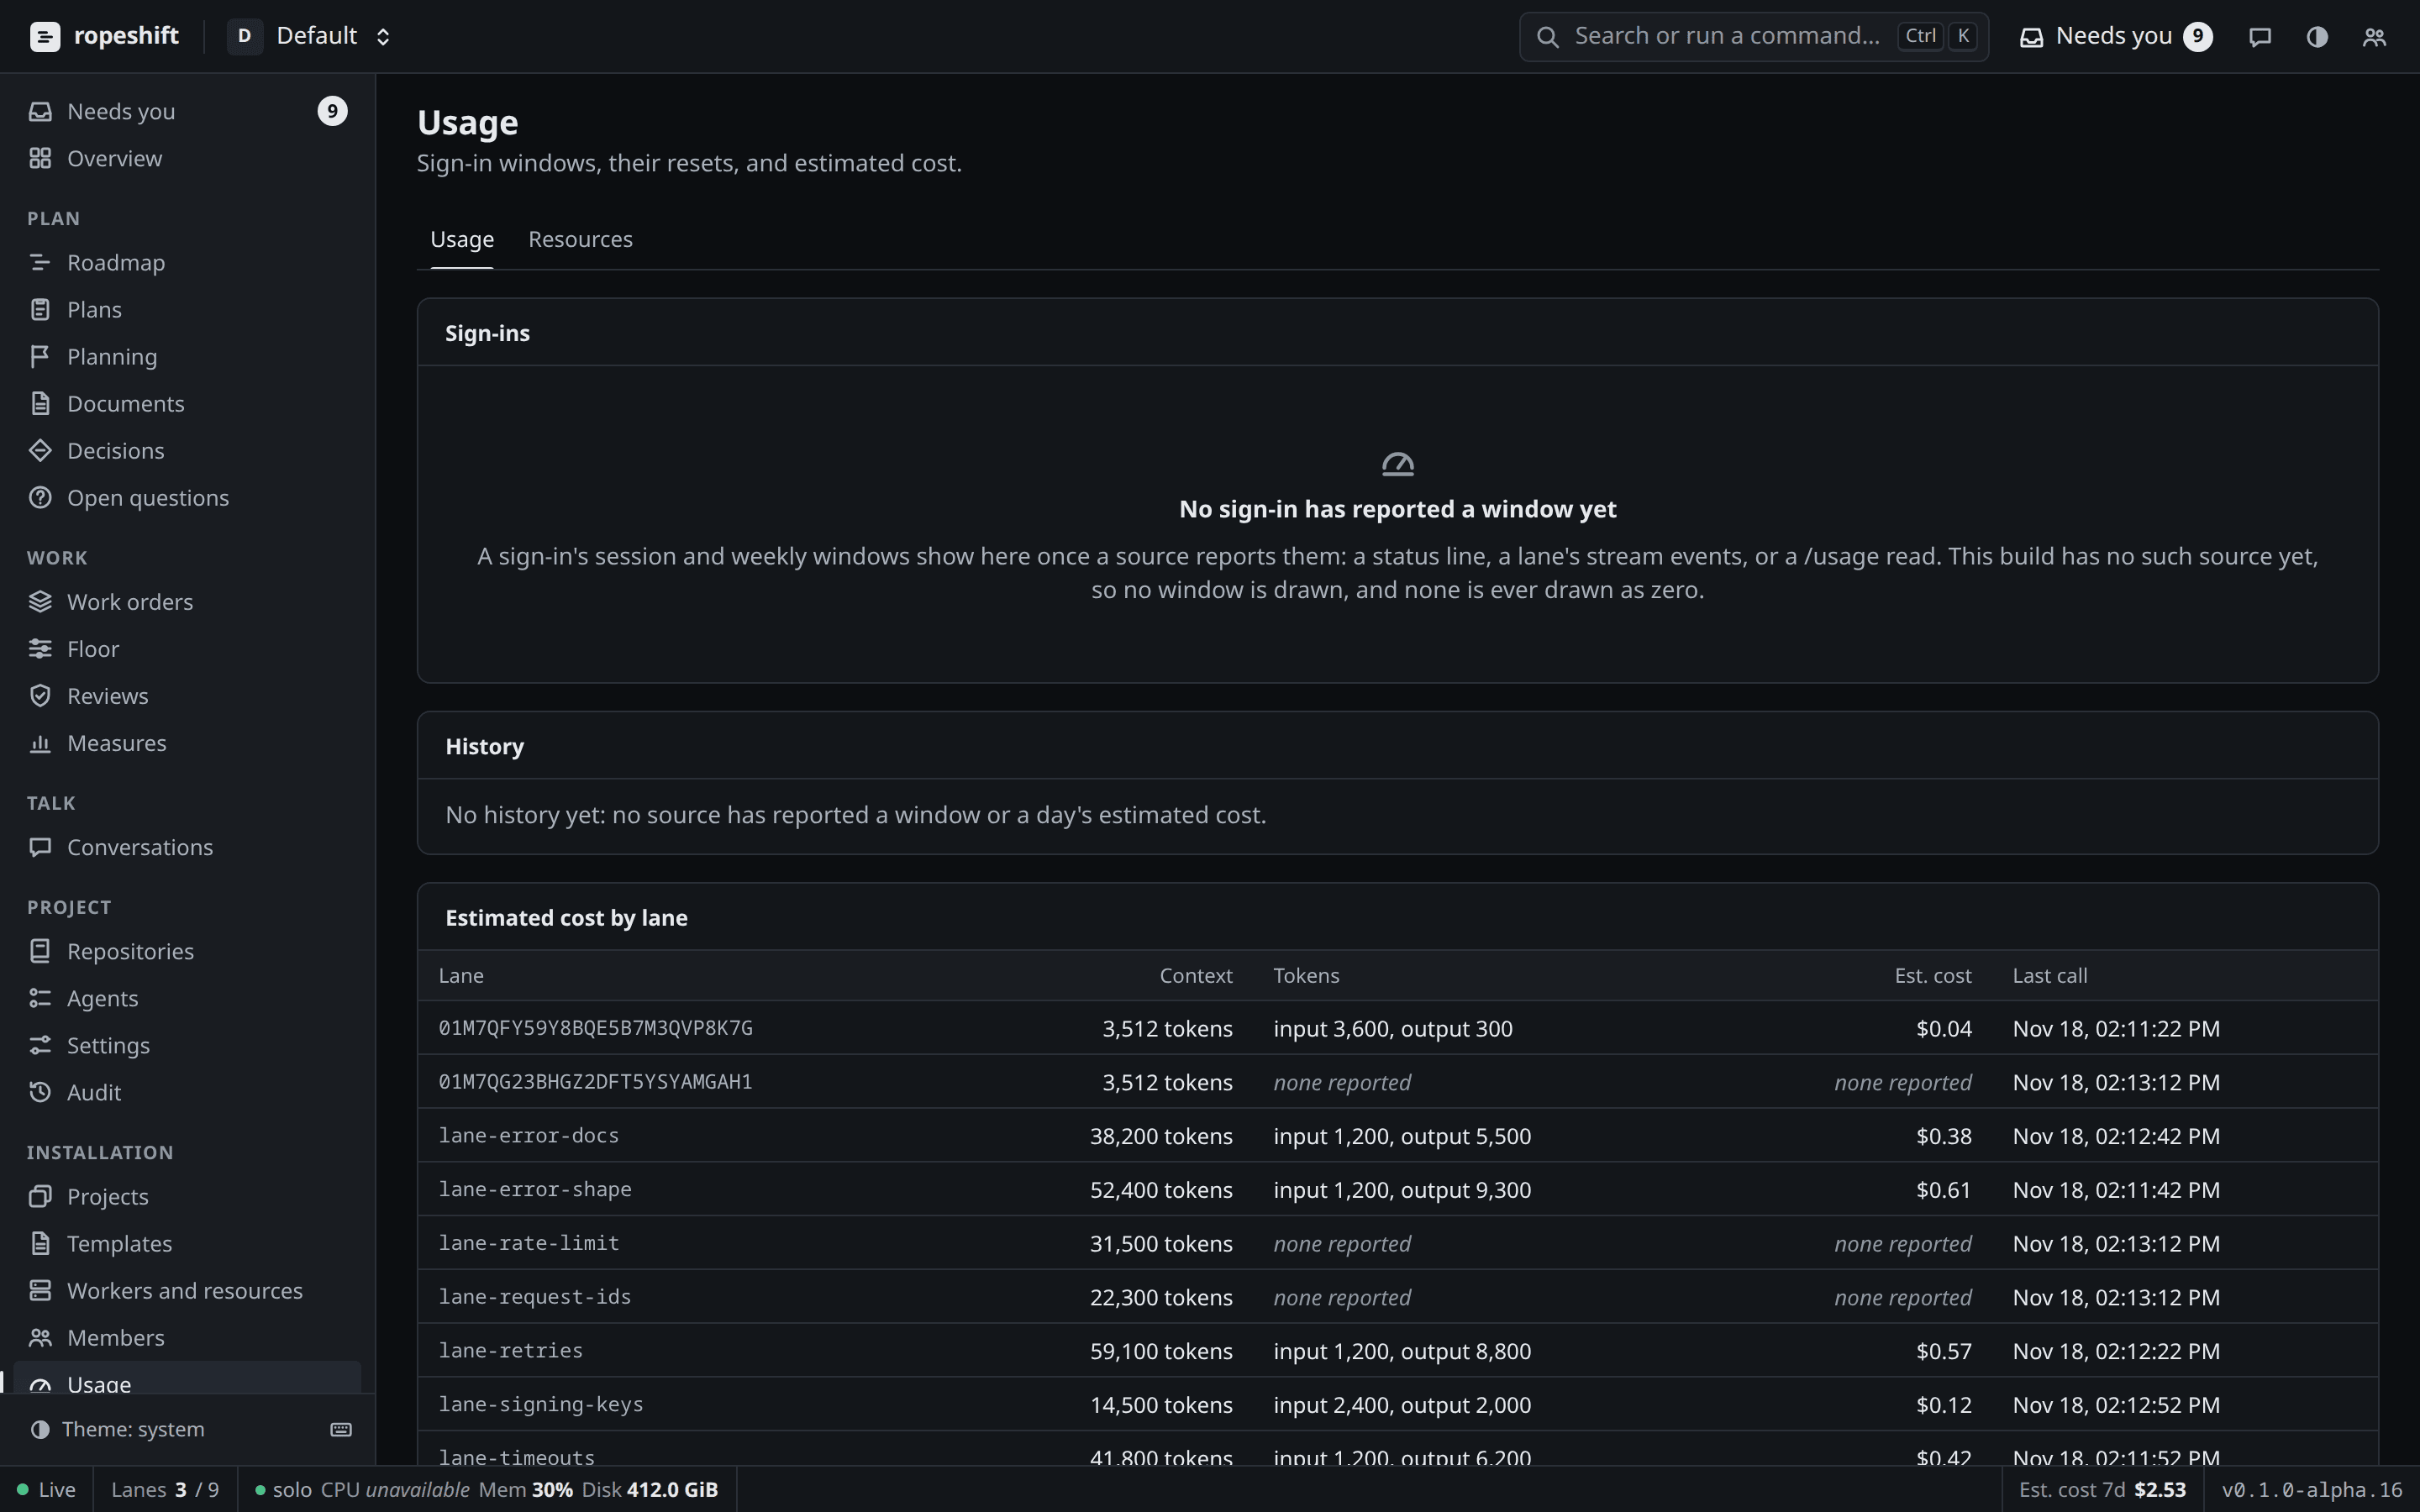 ropeshift
D Default
Search or run a command... Ctrl K
Needs you 9
Needs you 9
Overview
PLAN
Roadmap
Plans
Planning
Documents
Decisions
Open questions
WORK
Work orders
Floor
Reviews
Measures
TALK
Conversations
PROJECT
Repositories
Agents
Settings
Audit
INSTALLATION
Projects
Templates
Workers and resources
Members
Usage
Theme: system
Usage
Sign-in windows, their resets, and estimated cost.
Usage Resources
Sign-ins
No sign-in has reported a window yet
A sign-in's session and weekly windows show here once a source reports them: a status line, a lane's stream events, or a /usage read. This build has no such source yet,
so no window is drawn, and none is ever drawn as zero.
History
No history yet: no source has reported a window or a day's estimated cost.
Estimated cost by lane
Lane Context Tokens Est. cost Last call
01M7QFY59Y8BQE5B7M3QVP8K7G 3,512 tokens input 3,600, output 300 $0.04 Nov 18, 02:11:22 PM
01M7QG23BHGZ2DFT5YSYAMGAH1 3,512 tokens none reported none reported Nov 18, 02:13:12 PM
lane-error-docs 38,200 tokens input 1,200, output 5,500 $0.38 Nov 18, 02:12:42 PM
lane-error-shape 52,400 tokens input 1,200, output 9,300 $0.61 Nov 18, 02:11:42 PM
lane-rate-limit 31,500 tokens none reported none reported Nov 18, 02:13:12 PM
lane-request-ids 22,300 tokens none reported none reported Nov 18, 02:13:12 PM
lane-retries 59,100 tokens input 1,200, output 8,800 $0.57 Nov 18, 02:12:22 PM
lane-signing-keys 14,500 tokens input 2,400, output 2,000 $0.12 Nov 18, 02:12:52 PM
lane-timeouts 41,800 tokens input 1,200, output 6,200 $0.42 Nov 18, 02:11:52 PM
Live Lanes 3 / 9 solo CPU unavailable Mem 30% Disk 412.0 GiB Est. cost 7d $2.53 v0.1.0-alpha.16